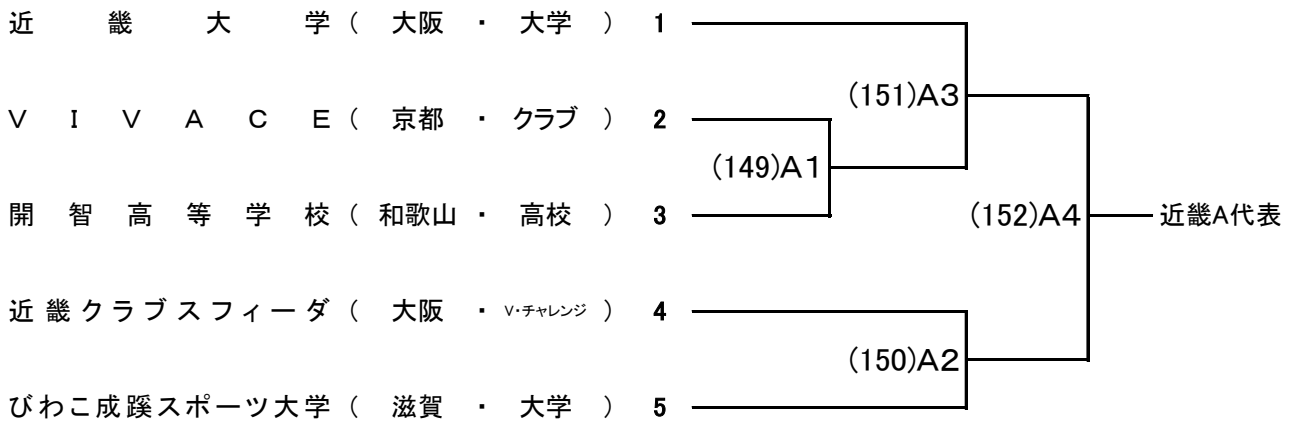 近畿大学（ 大阪 ・ 大学 ） 1
(151)A3
ＶＩＶＡＣＥ（ 京都 ・ クラブ ） 2
(149)A1
開智高等学校（ 和歌山 ・ 高校 ） 3
(152)A4
近畿A代表
近畿クラブスフィーダ（ 大阪 ・ V・チャレンジ ） 4
(150)A2
びわこ成蹊スポーツ大学（ 滋賀 ・ 大学 ） 5